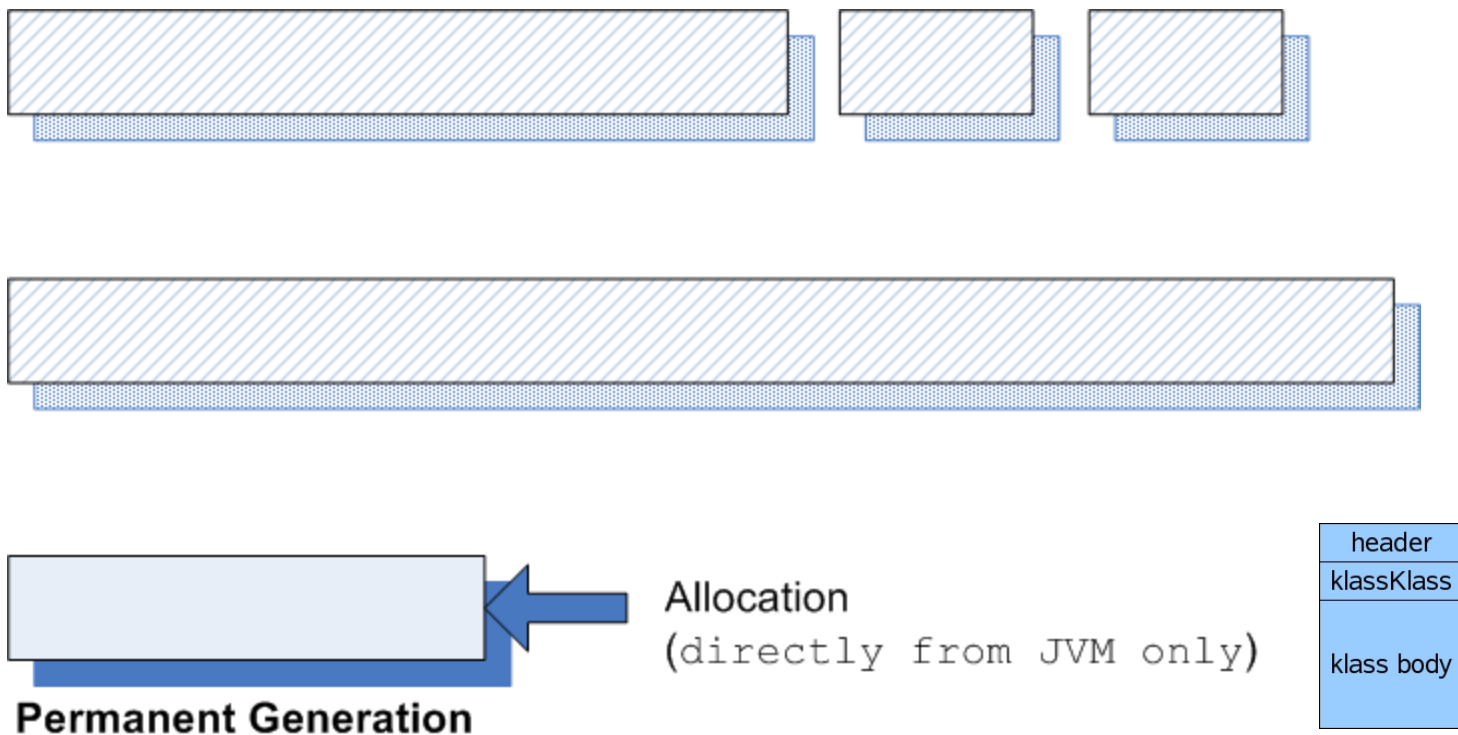 Allocation
(directly from JVM only)
Permanent Generation
header
klassKlass
klass body